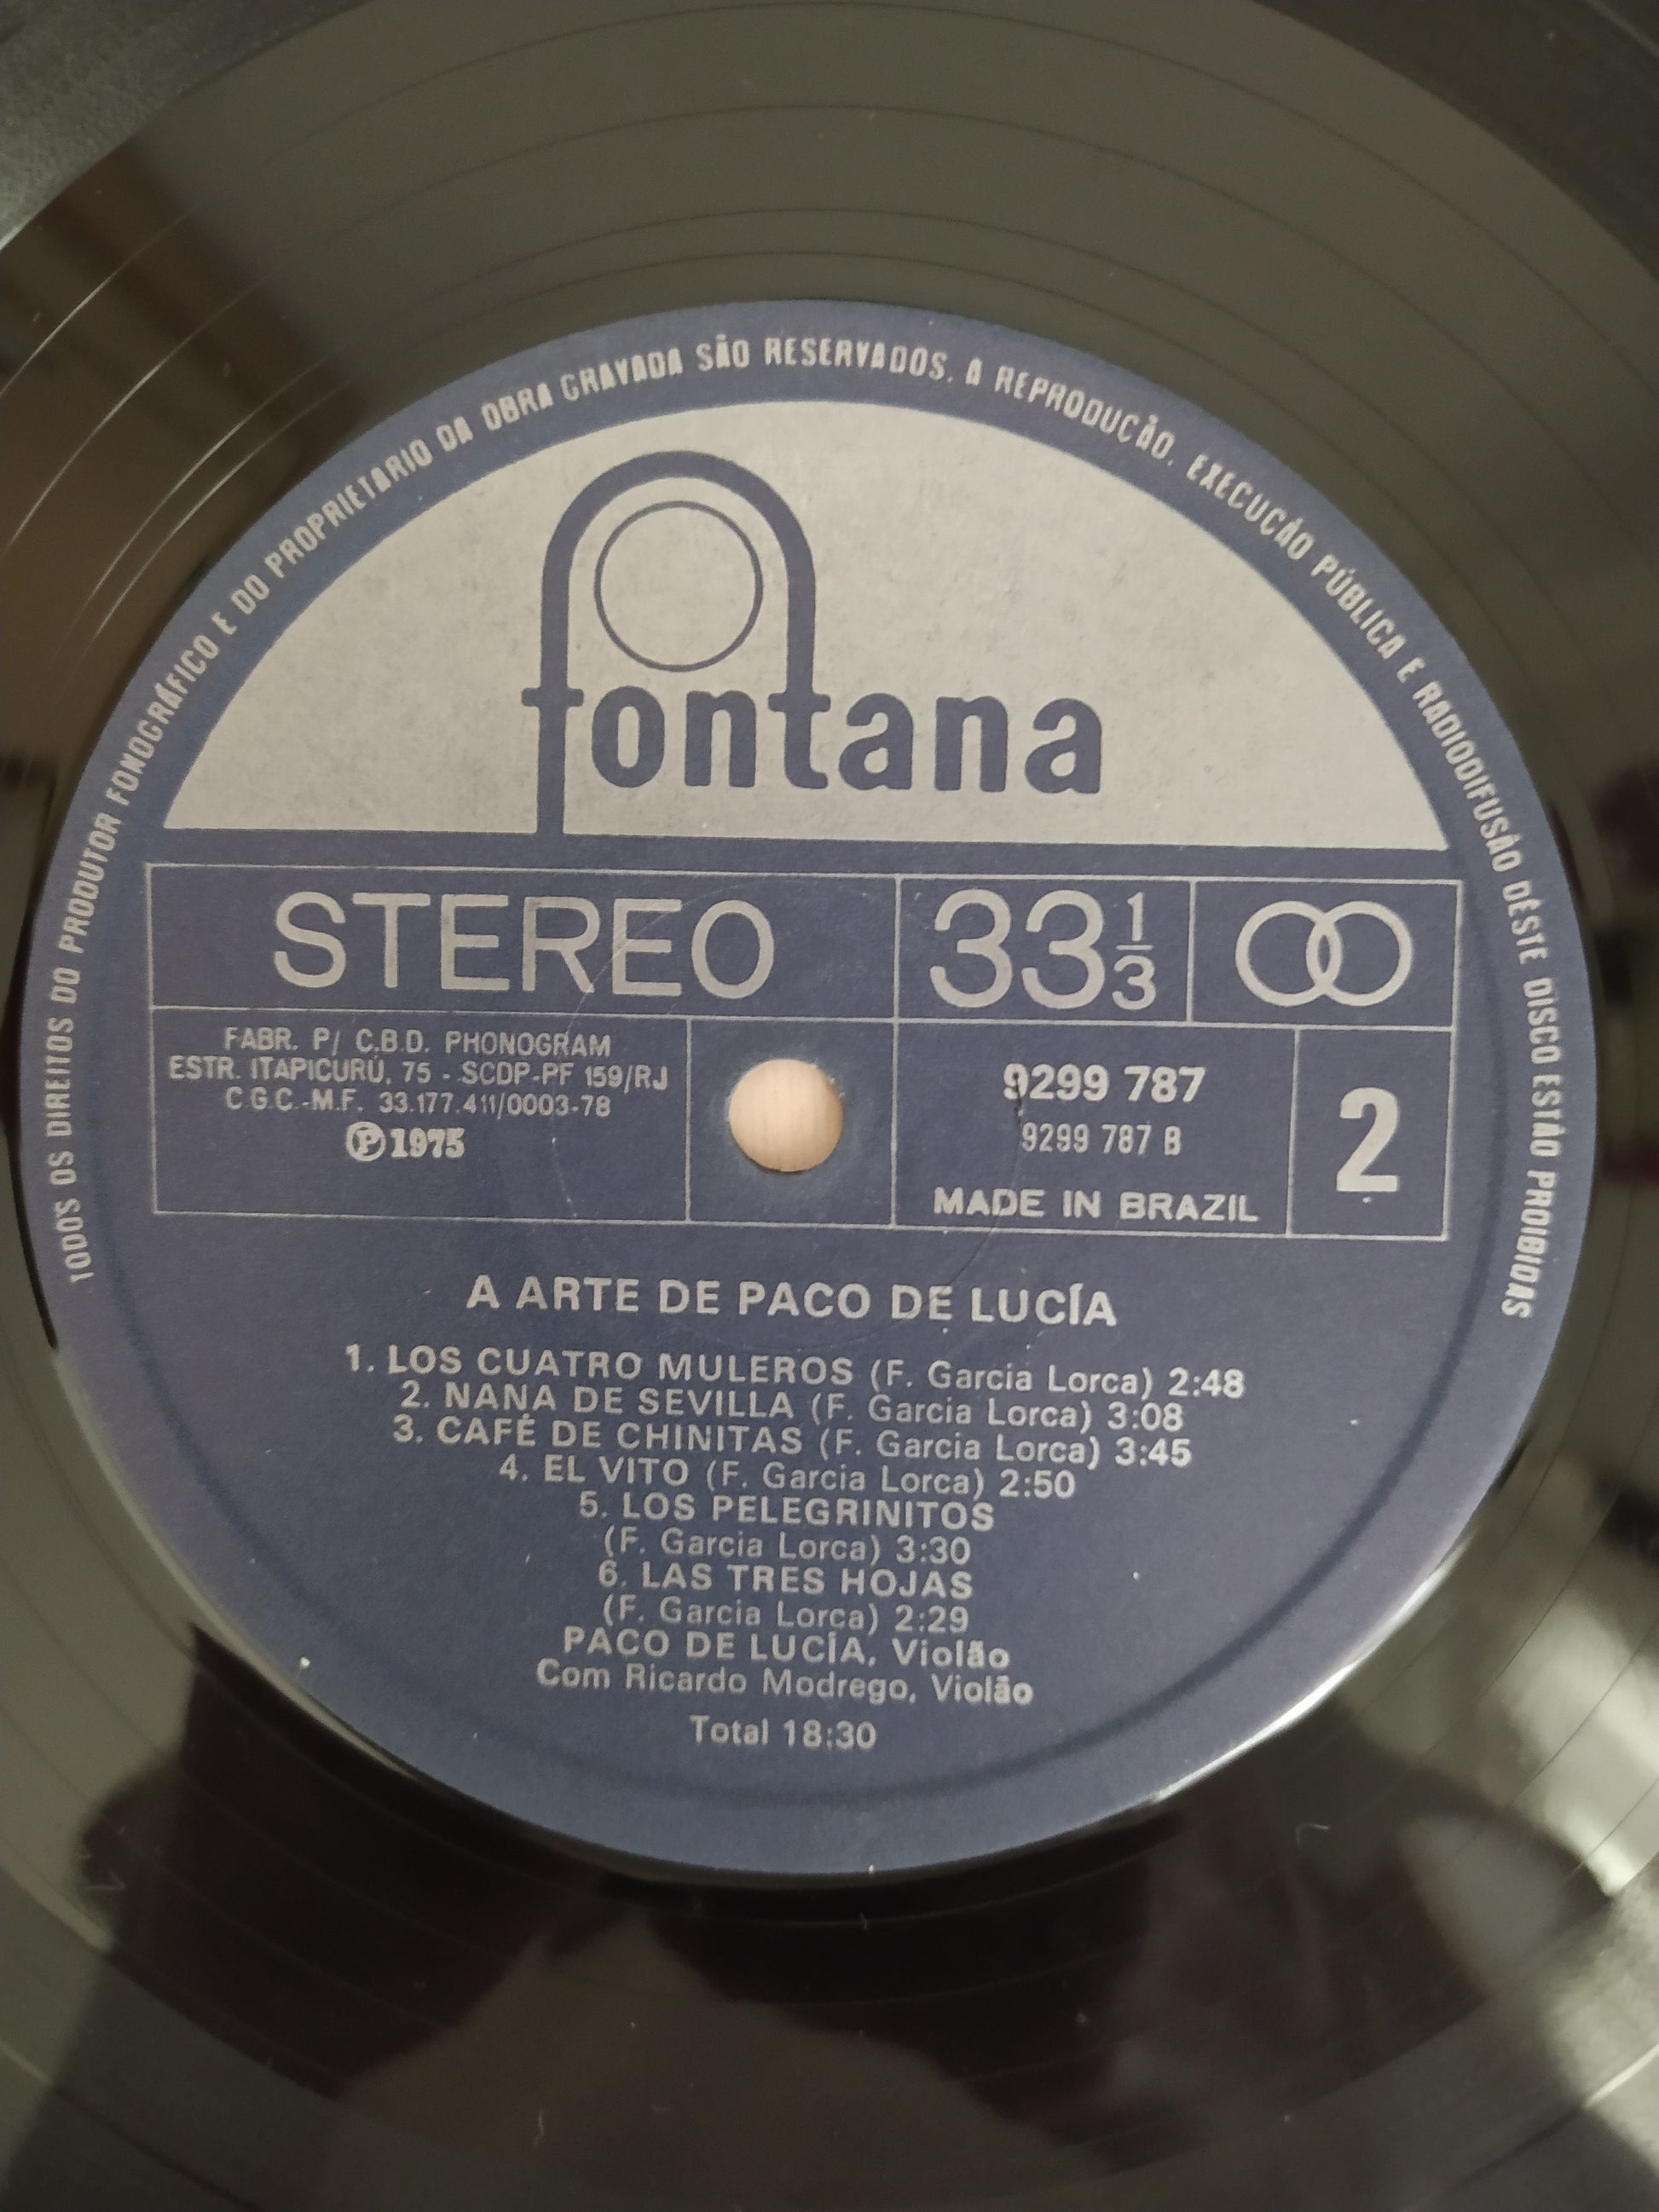 TODOS OS DIREITOS DO PRODUTOR FONOGRÁFICO E DO PROPRIETARIO DA OBRA GRAVADA SÃO RESERVADOS. A REPRODUÇÃO. EXECUÇÃO PÚBLICA E RADIODIFUSÃO DÊSTE DISCO ESTÃO PROIBIDAS
fontana
STEREO
33 1/3
FABR. P/ C.B.D. PHONOGRAM
ESTR. ITAPICURÚ, 75 - SCDP-PF 159/RJ
C.G.C.-M.F. 33.177.411/0003-78
Ⓟ 1975
9299 787
9299 787 B
MADE IN BRAZIL
2
A ARTE DE PACO DE LUCÍA
1. LOS CUATRO MULEROS (F. Garcia Lorca) 2:48
2. NANA DE SEVILLA (F. Garcia Lorca) 3:08
3. CAFÉ DE CHINITAS (F. Garcia Lorca) 3:45
4. EL VITO (F. Garcia Lorca) 2:50
5. LOS PELEGRINITOS
(F. Garcia Lorca) 3:30
6. LAS TRES HOJAS
(F. Garcia Lorca) 2:29
PACO DE LUCÍA, Violão
Com Ricardo Modrego, Violão
Total 18:30